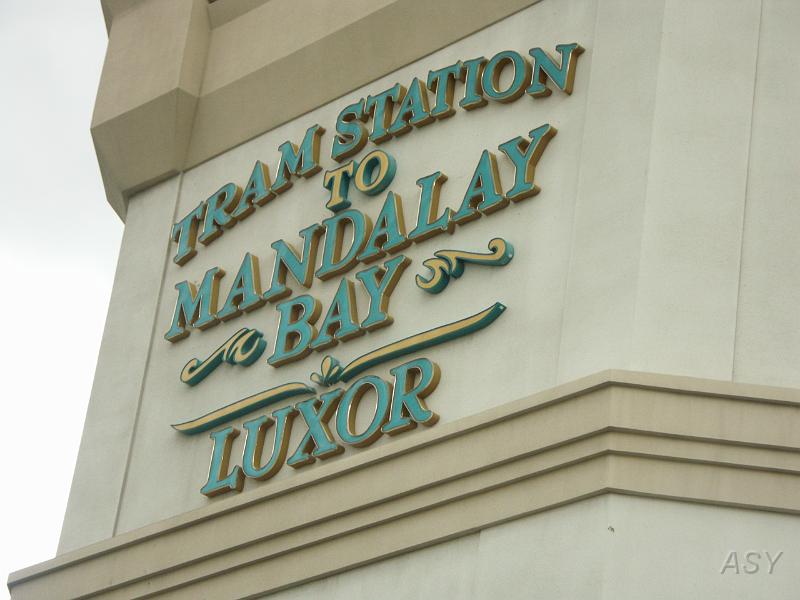 TRAM STATION
TO
MANDALAY
BAY
LUXOR
ASY